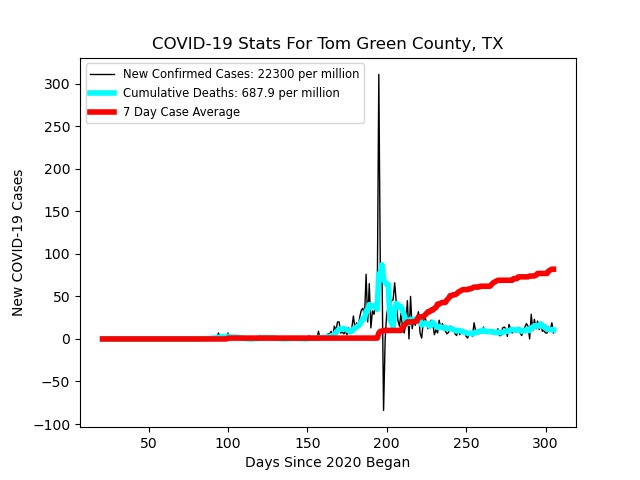 COVID-19 Stats For Tom Green County, TX
New Confirmed Cases: 22300 per million
Cumulative Deaths: 687.9 per million
7 Day Case Average
New COVID-19 Cases
300
250
200
150
100
50
0
−50
−100
50 100 150 200 250 300
Days Since 2020 Began